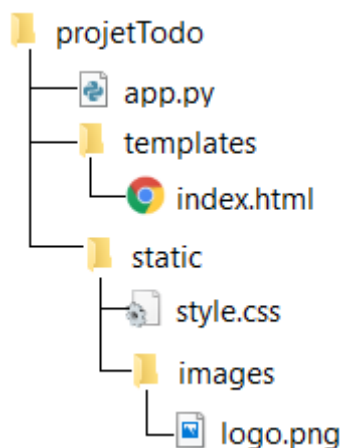 projetTodo
app.py
templates
index.html
static
style.css
images
logo.png